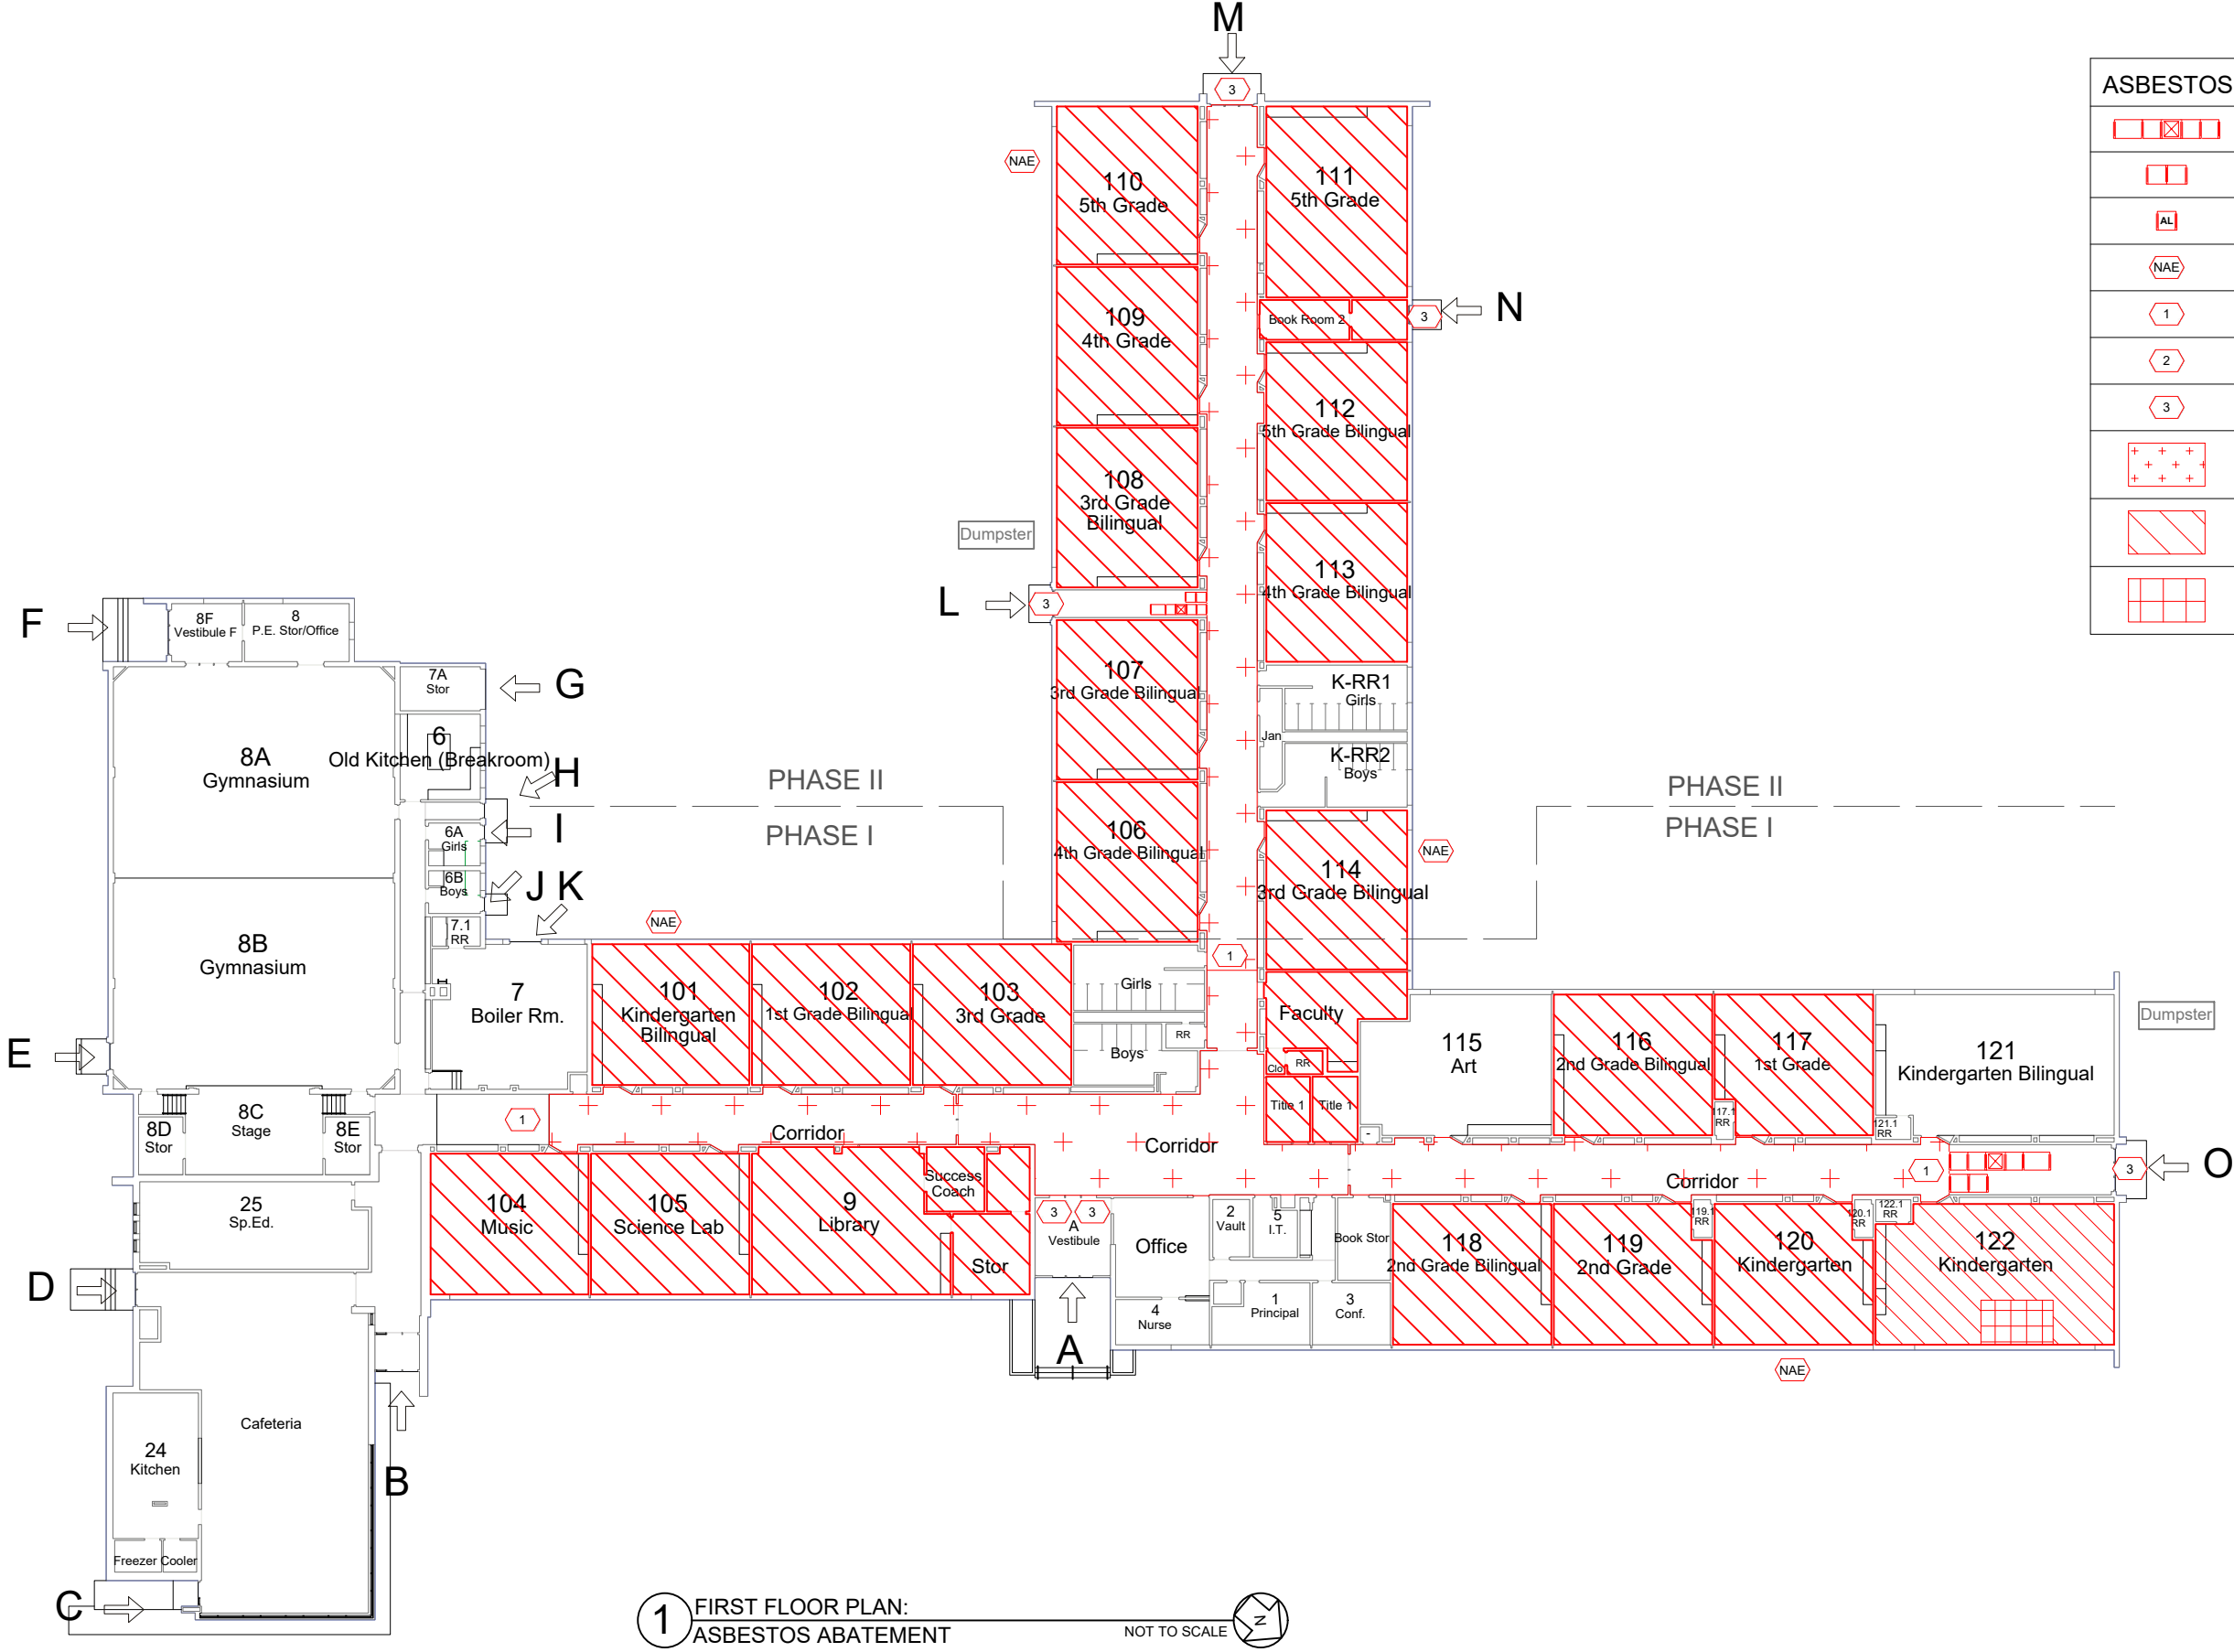 M
3
ASBESTOS
AL
NAE
1
2
3
NAE
110
5th Grade
111
5th Grade
109
4th Grade
Book Room 2
3
N
112
5th Grade Bilingual
108
3rd Grade
Bilingual
Dumpster
113
4th Grade Bilingual
L
3
F
8F
Vestibule F
8
P.E. Stor/Office
7A
Stor
G
107
3rd Grade Bilingual
K-RR1
Girls
Jan
K-RR2
Boys
6
Old Kitchen (Breakroom)
8A
Gymnasium
H
I
PHASE II
PHASE I
PHASE II
PHASE I
6A
Girls
6B
Boys
J K
106
4th Grade Bilingual
114
3rd Grade Bilingual
NAE
7.1
RR
NAE
8B
Gymnasium
7
Boiler Rm.
101
Kindergarten
Bilingual
102
1st Grade Bilingual
103
3rd Grade
Girls
Boys
RR
1
Faculty
Clo
RR
Title 1
Title 1
115
Art
116
2nd Grade Bilingual
117
1st Grade
117.1
RR
121
Kindergarten Bilingual
121.1
RR
Dumpster
E
8C
Stage
8D
Stor
8E
Stor
1
Corridor
Corridor
Corridor
1
3
O
25
Sp.Ed.
104
Music
105
Science Lab
9
Library
Success
Coach
Stor
3
3
A
Vestibule
Office
2
Vault
5
I.T.
Book Stor
4
Nurse
1
Principal
3
Conf.
118
2nd Grade Bilingual
119
2nd Grade
119.1
RR
120
Kindergarten
120.1
RR
122.1
RR
122
Kindergarten
D
A
NAE
Cafeteria
24
Kitchen
B
Freezer Cooler
C
1
FIRST FLOOR PLAN:
ASBESTOS ABATEMENT
NOT TO SCALE
N